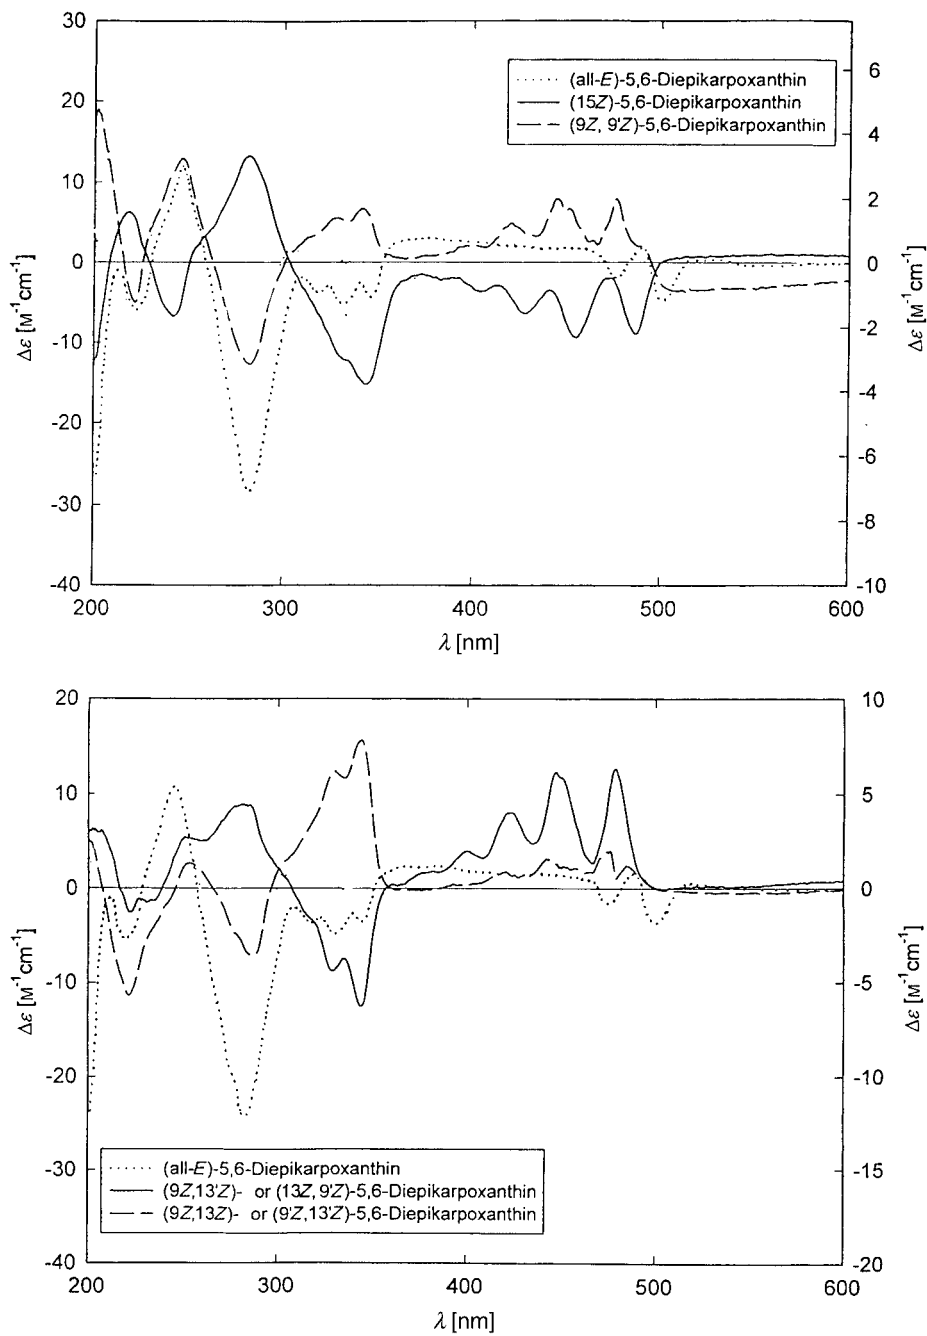 30
20
10
0
-10
-20
-30
-40
Δε [M⁻¹cm⁻¹]
6
4
2
0
-2
-4
-6
-8
-10
Δε [M⁻¹cm⁻¹]
(all-E)-5,6-Diepikarpoxanthin
(15Z)-5,6-Diepikarpoxanthin
(9Z, 9'Z)-5,6-Diepikarpoxanthin
200 300 400 500 600
λ [nm]
20
10
0
-10
-20
-30
-40
Δε [M⁻¹cm⁻¹]
10
5
0
-5
-10
-15
-20
Δε [M⁻¹cm⁻¹]
(all-E)-5,6-Diepikarpoxanthin
(9Z,13'Z)- or (13Z, 9'Z)-5,6-Diepikarpoxanthin
(9Z,13Z)- or (9'Z,13'Z)-5,6-Diepikarpoxanthin
200 300 400 500 600
λ [nm]